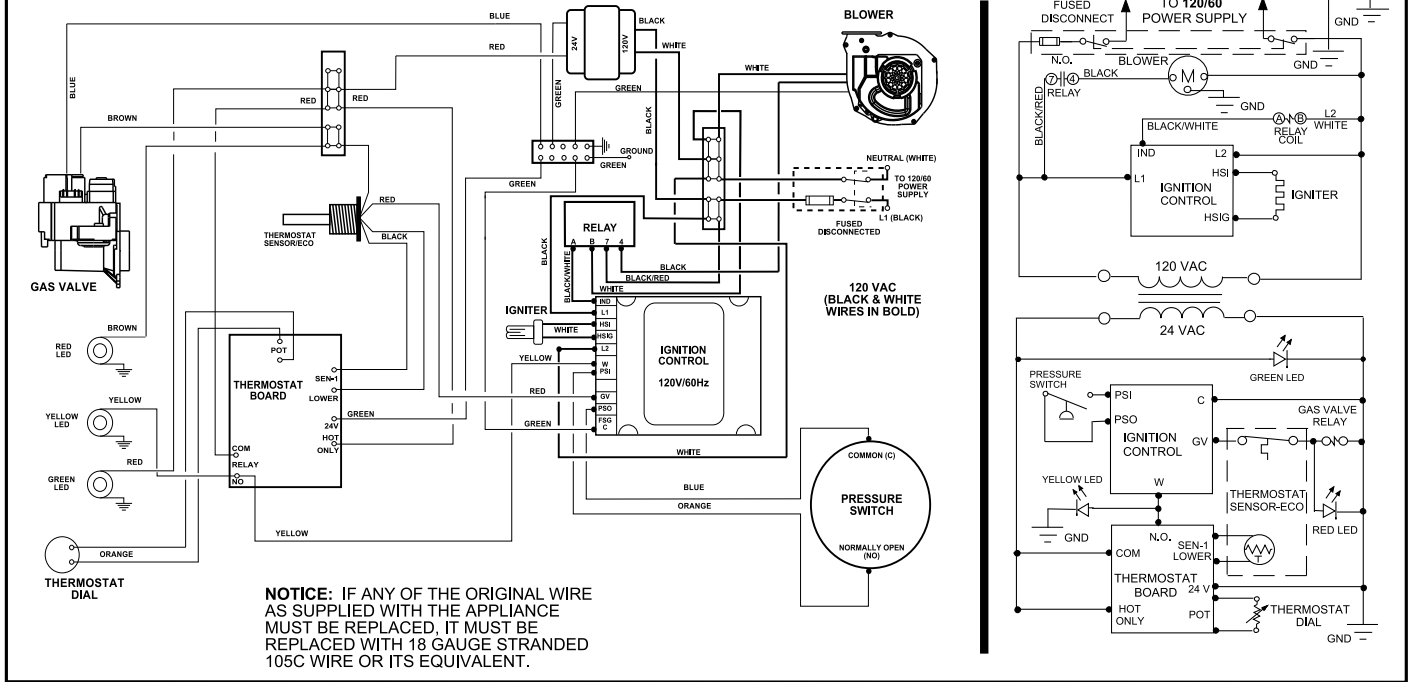 BLUE
BLACK
WHITE
24V
120V
RED
BLOWER
WHITE
GREEN
BLUE
GREEN
BLACK
RED
RED
BROWN
GROUND
GREEN
GREEN
NEUTRAL (WHITE)
TO 120/60
POWER
SUPPLY
L1 (BLACK)
FUSED
DISCONNECTED
RED
BLACK
THERMOSTAT
SENSOR/ECO
GAS VALVE
RELAY
A B 7 4
BLACK
BLACK/WHITE
BLACK
BLACK/RED
WHITE
120 VAC
(BLACK & WHITE
WIRES IN BOLD)
IGNITER
WHITE
IND
L1
HSI
HSIG
L2
W
PSI
GV
PSO
FSG
C
IGNITION
CONTROL
120V/60Hz
YELLOW
RED
GREEN
WHITE
BROWN
RED
LED
YELLOW
YELLOW
LED
RED
GREEN
LED
POT
THERMOSTAT
BOARD
SEN-1
LOWER
24V
HOT
ONLY
COM
RELAY
NO
GREEN
YELLOW
ORANGE
THERMOSTAT
DIAL
BLUE
ORANGE
COMMON (C)
PRESSURE
SWITCH
NORMALLY OPEN
(NO)
NOTICE: IF ANY OF THE ORIGINAL WIRE
AS SUPPLIED WITH THE APPLIANCE
MUST BE REPLACED, IT MUST BE
REPLACED WITH 18 GAUGE STRANDED
105C WIRE OR ITS EQUIVALENT.
FUSED
DISCONNECT
TO 120/60
POWER SUPPLY
GND
GND
N.O.
BLOWER
7 4 BLACK
RELAY
M
GND
BLACK/RED
BLACK/WHITE
A B
RELAY
COIL
L2
WHITE
IND
L2
HSI
L1
IGNITION
CONTROL
HSIG
IGNITER
120 VAC
24 VAC
GREEN LED
PRESSURE
SWITCH
PSI
C
PSO
GAS VALVE
RELAY
IGNITION
CONTROL
GV
W
YELLOW LED
THERMOSTAT
SENSOR-ECO
RED LED
GND
N.O.
COM
SEN-1
LOWER
T
THERMOSTAT
BOARD
24 V
HOT
ONLY
POT
THERMOSTAT
DIAL
GND